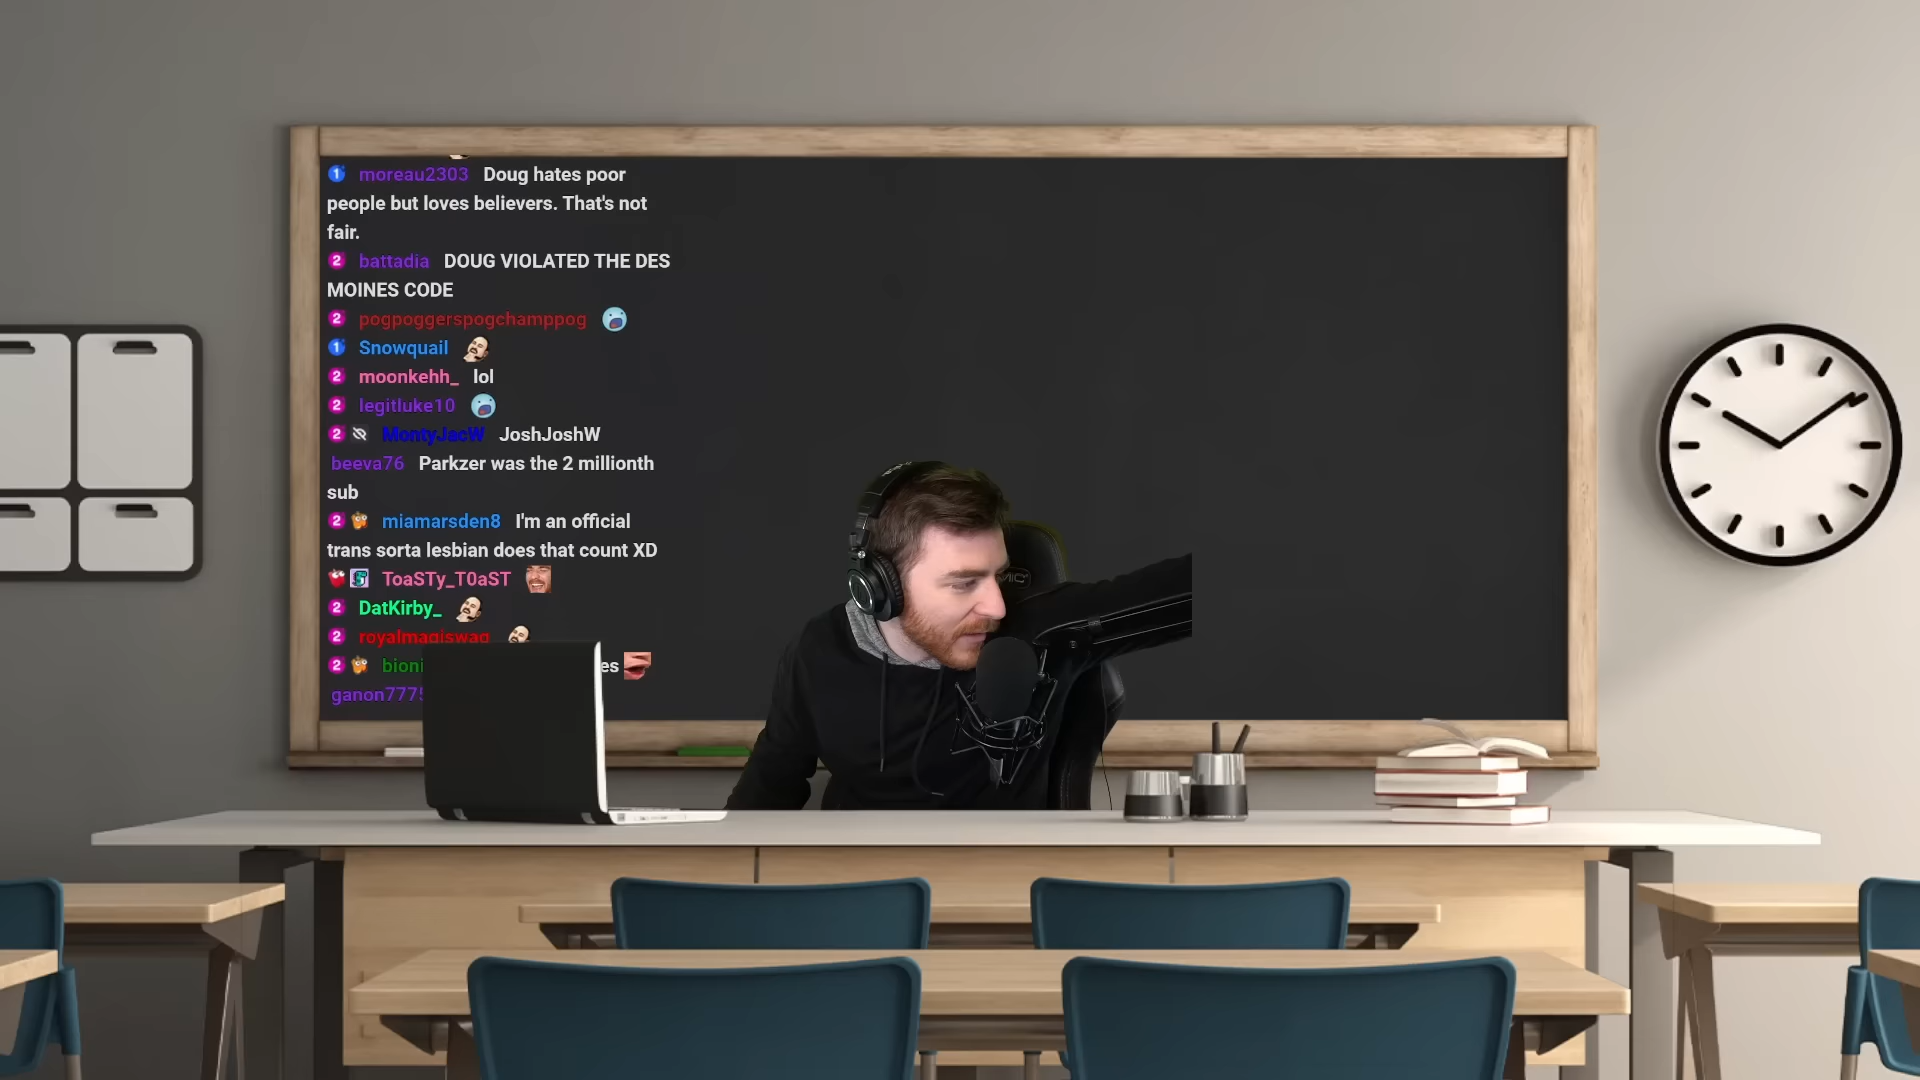 moreau2303 Doug hates poor
people but loves believers. That's not
fair.
battadia DOUG VIOLATED THE DES
MOINES CODE
pogpoggerspogchamppog
Snowquail
moonkehh_ lol
legitluke10
MontyJacW JoshJoshW
beeva76 Parkzer was the 2 millionth
sub
miamarsden8 I'm an official
trans sorta lesbian does that count XD
ToaSTy_T0aST
DatKirby_
royalmagiswag